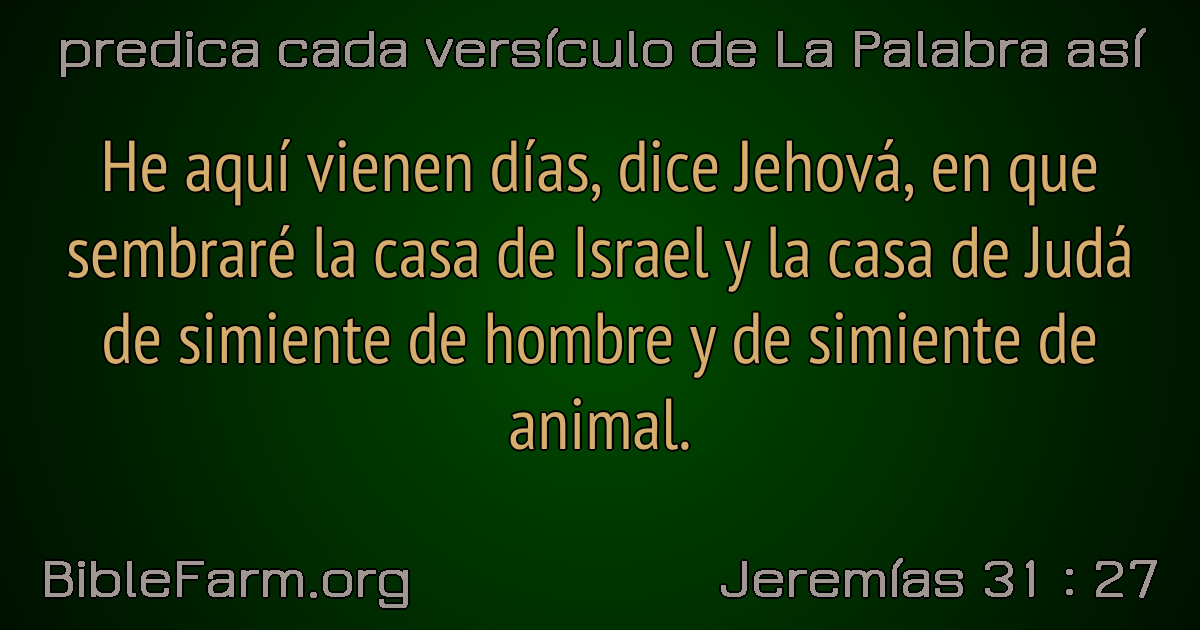 predica cada versículo de La Palabra así
He aquí vienen días, dice Jehová, en que
sembraré la casa de Israel y la casa de Judá
de simiente de hombre y de simiente de
animal.
BibleFarm.org
Jeremías 31 : 27